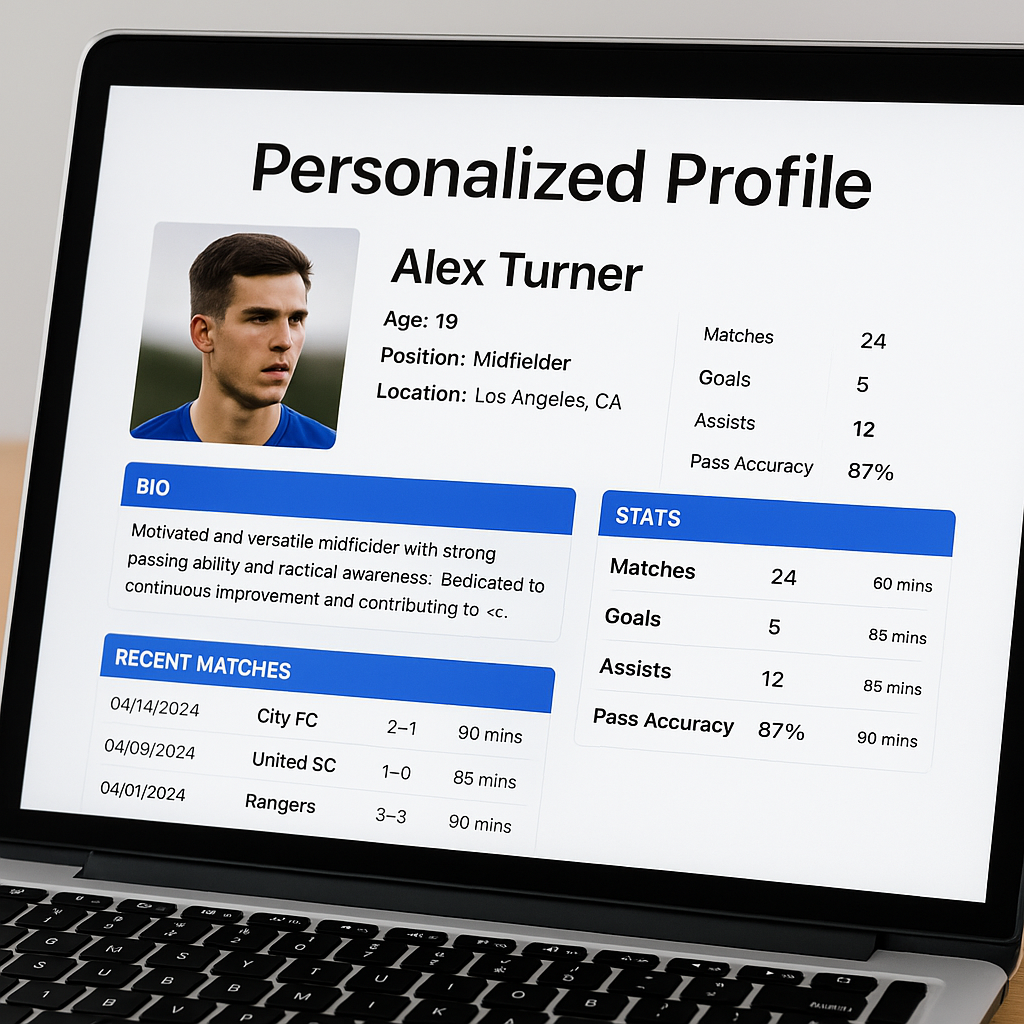 Personalized Profile
Alex Turner
Age: 19
Position: Midfielder
Location: Los Angeles, CA
Matches 24
Goals 5
Assists 12
Pass Accuracy 87%
BIO
Motivated and versatile midficider with strong
passing ability and ractical awareness: Bedicated to
continuous improvement and contributing to <c.
STATS
Matches 24 60 mins
Goals 5 85 mins
Assists 12 85 mins
Pass Accuracy 87% 90 mins
RECENT MATCHES
04/14/2024 City FC 2–1 90 mins
04/09/2024 United SC 1–0 85 mins
04/01/2024 Rangers 3–3 90 mins